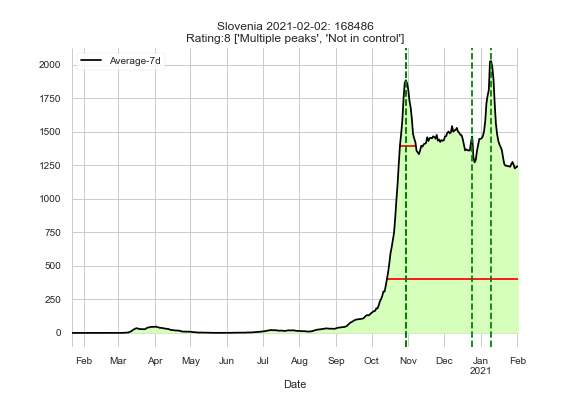 Slovenia 2021-02-02: 168486
Rating:8 ['Multiple peaks', 'Not in control']
Average-7d
2000
1750
1500
1250
1000
750
500
250
0
Feb Mar Apr May Jun Jul Aug Sep Oct Nov Dec Jan Feb
2021
Date